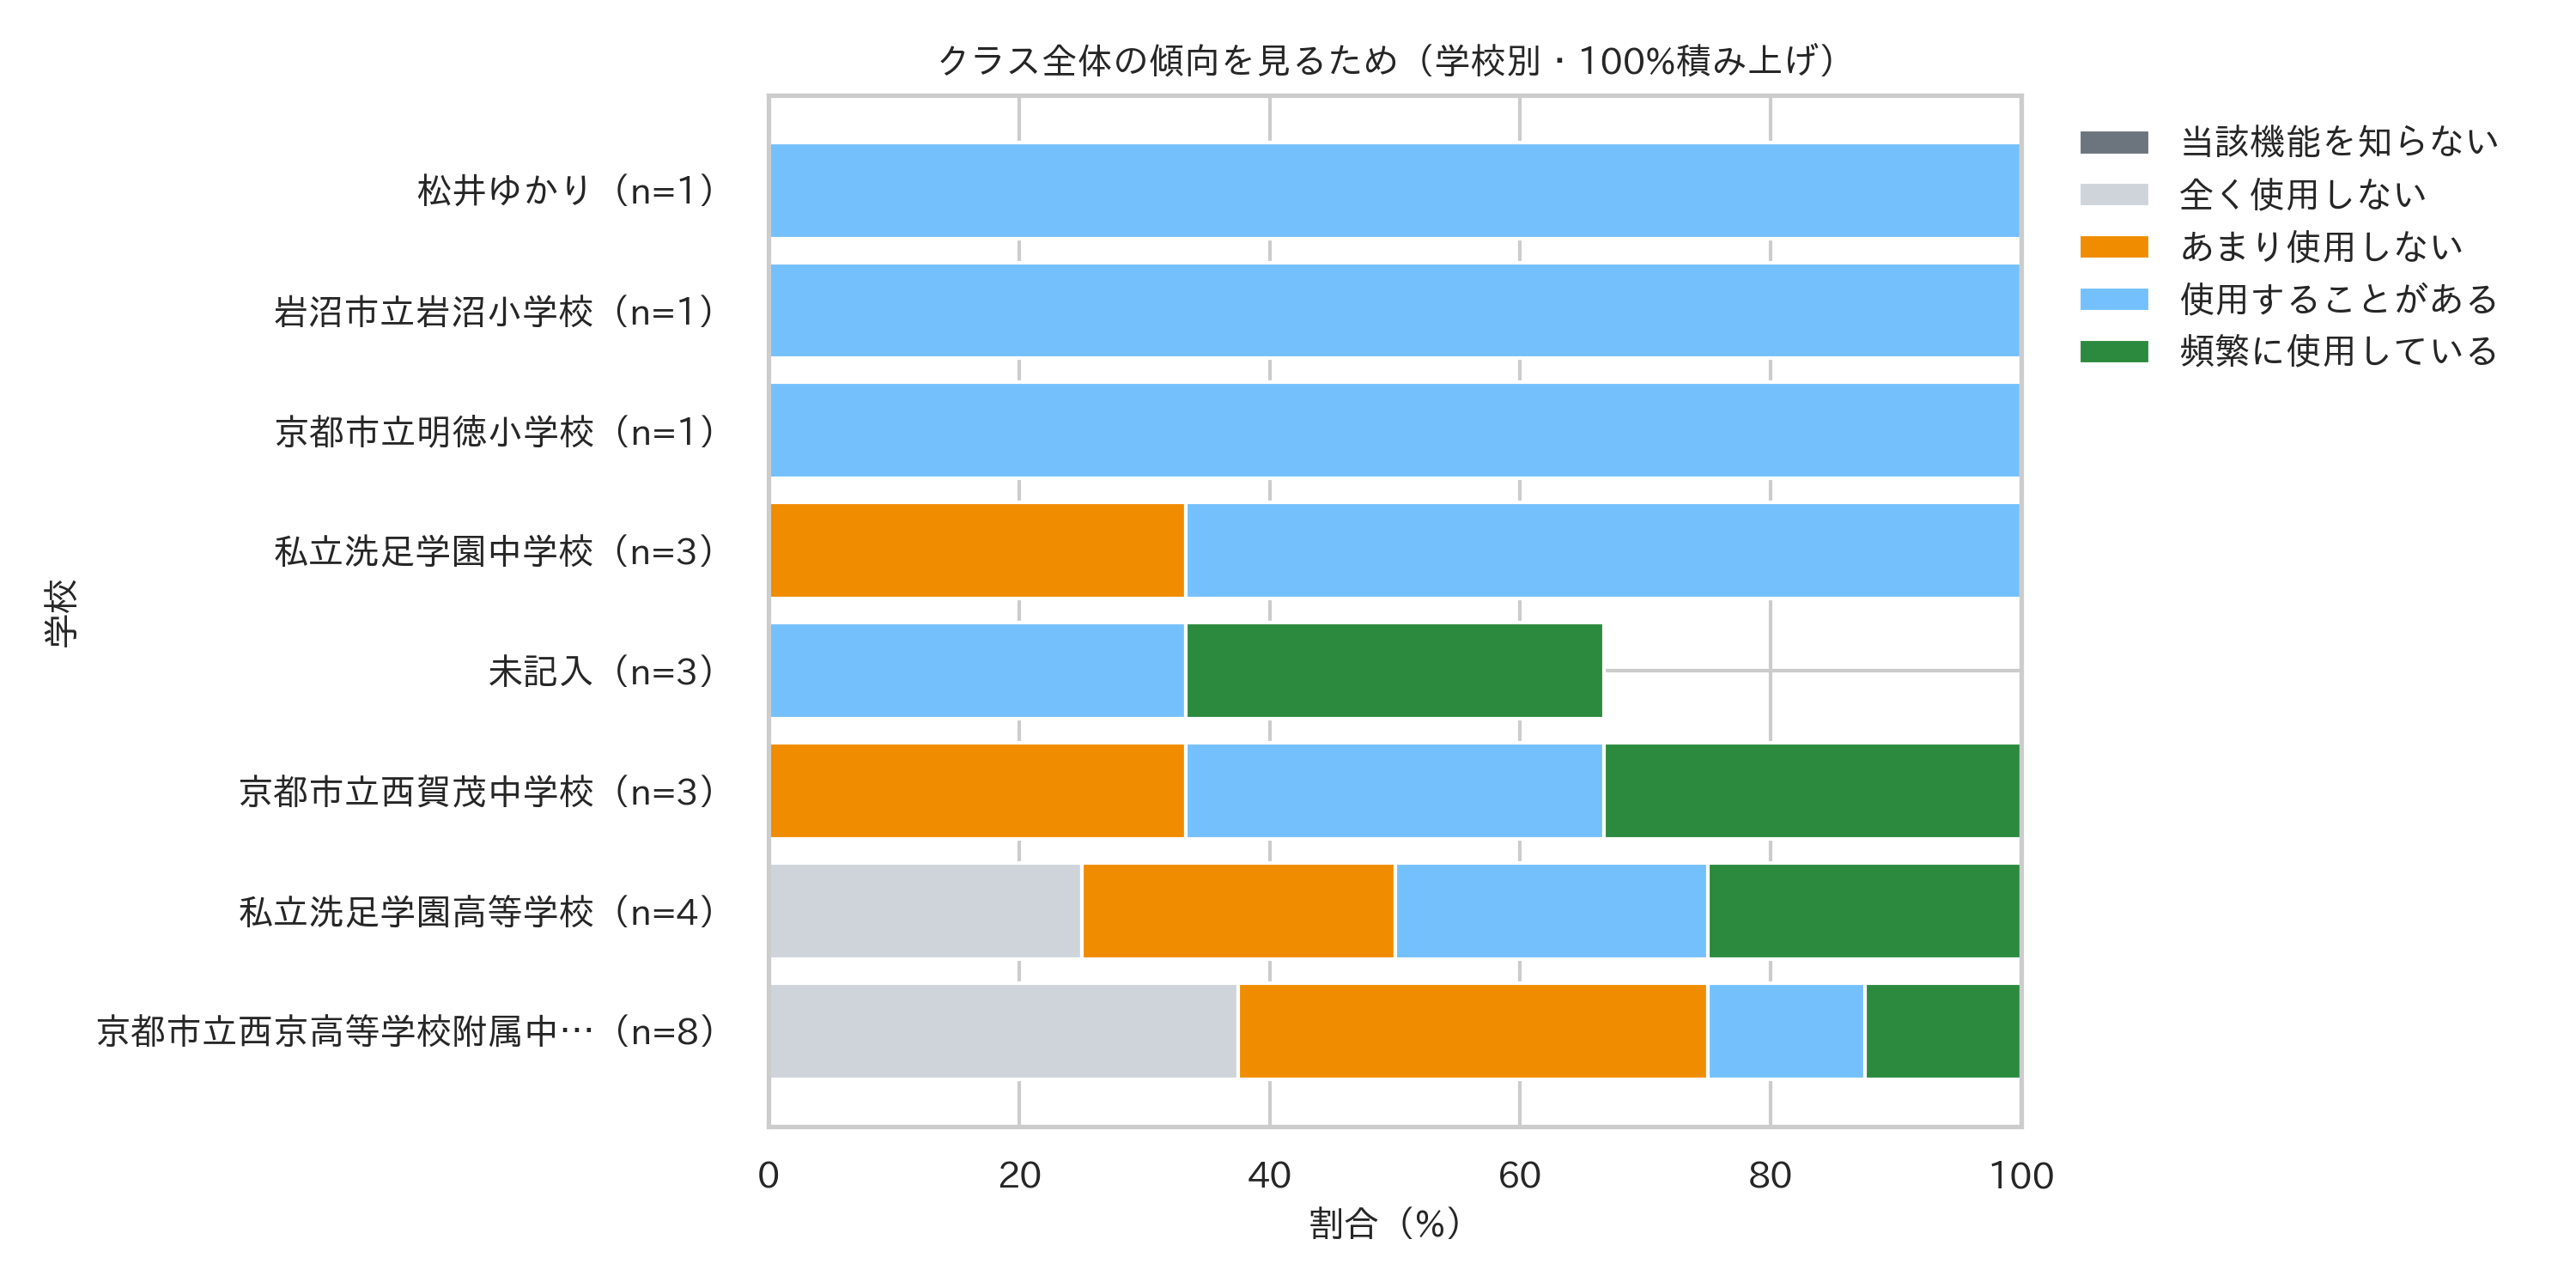 クラス全体の傾向を見るため（学校別・100%積み上げ）
当該機能を知らない
全く使用しない
あまり使用しない
使用することがある
頻繁に使用している
学校
松井ゆかり（n=1）
岩沼市立岩沼小学校（n=1）
京都市立明徳小学校（n=1）
私立洗足学園中学校（n=3）
未記入（n=3）
京都市立西賀茂中学校（n=3）
私立洗足学園高等学校（n=4）
京都市立西京高等学校附属中…（n=8）
0 20 40 60 80 100
割合（%）